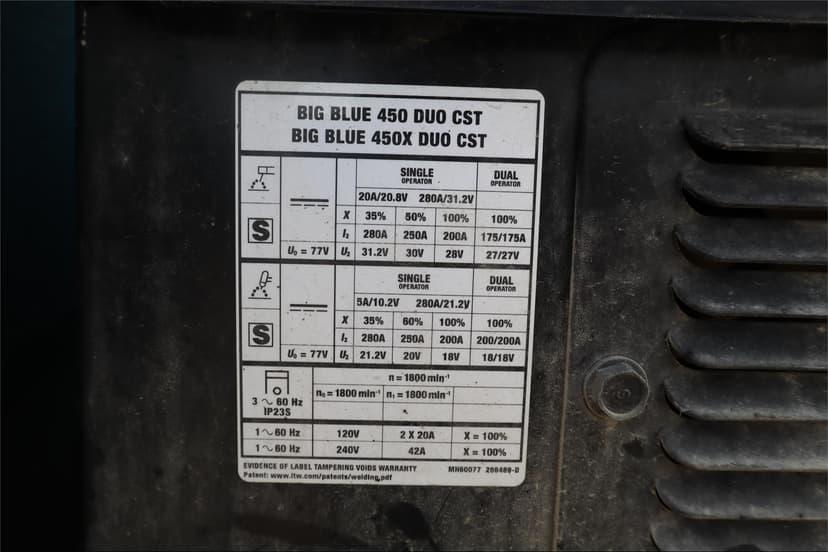 BIG BLUE 450 DUO CST
BIG BLUE 450X DUO CST
SINGLE OPERATOR DUAL OPERATOR
20A/20.8V 280A/31.2V
X 35% 50% 100% 100%
S I₂ 280A 250A 200A 175/175A
U₀ = 77V U₂ 31.2V 30V 28V 27/27V
SINGLE OPERATOR DUAL OPERATOR
5A/10.2V 280A/21.2V
X 35% 60% 100% 100%
S I₂ 280A 250A 200A 200/200A
U₀ = 77V U₂ 21.2V 20V 18V 18/18V
n = 1800 min⁻¹
n₀ = 1800 min⁻¹ n₁ = 1800 min⁻¹
3 ~ 60 Hz
IP23S
1 ~ 60 Hz 120V 2 X 20A X = 100%
1 ~ 60 Hz 240V 42A X = 100%
EVIDENCE OF LABEL TAMPERING VOIDS WARRANTY
Patent: www.itw.com/patents/welding.pdf